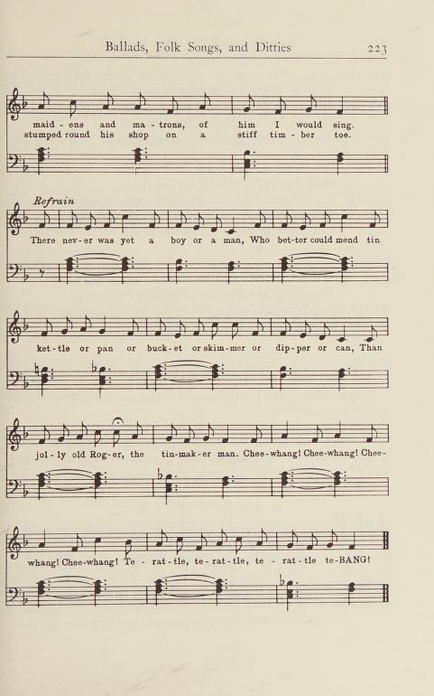 Ballads, Folk Songs, and Ditties 223
maid - ens and ma - trons, of him I would sing.
stumped round his shop on a stiff tim - ber toe.
Refrain
There nev - er was yet a boy or a man, Who bet - ter could mend tin
ket - tle or pan or buck - et or skim - mer or dip - per or can, Than
jol - ly old Rog - er, the tin - mak - er man. Chee - whang! Chee - whang! Chee -
whang! Chee - whang! Te - rat - tle, te - rat - tle, te - rat - tle te - BANG!